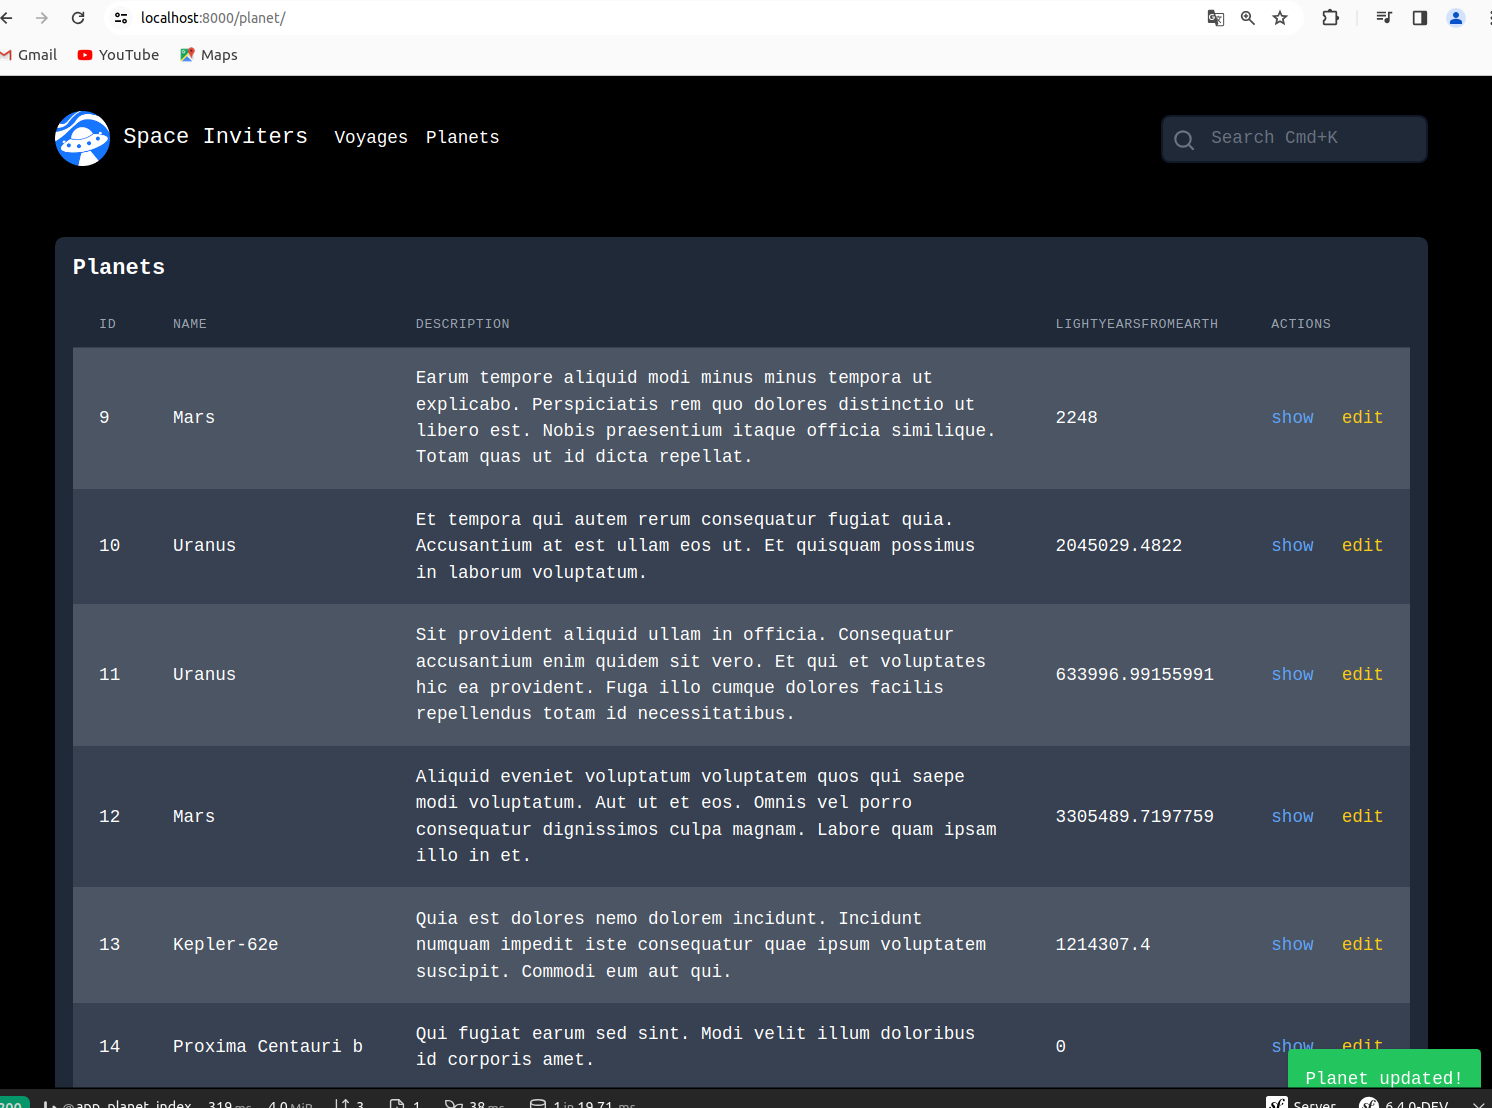 localhost:8000/planet/
Gmail YouTube Maps
Space Inviters Voyages Planets Search Cmd+K
Planets
ID NAME DESCRIPTION LIGHTYEARSFROMEARTH ACTIONS
Earum tempore aliquid modi minus minus tempora ut
explicabo. Perspiciatis rem quo dolores distinctio ut
9 Mars 2248 show edit
libero est. Nobis praesentium itaque officia similique.
Totam quas ut id dicta repellat.
Et tempora qui autem rerum consequatur fugiat quia.
10 Uranus Accusantium at est ullam eos ut. Et quisquam possimus 2045029.4822 show edit
in laborum voluptatum.
Sit provident aliquid ullam in officia. Consequatur
accusantium enim quidem sit vero. Et qui et voluptates
11 Uranus 633996.99155991 show edit
hic ea provident. Fuga illo cumque dolores facilis
repellendus totam id necessitatibus.
Aliquid eveniet voluptatum voluptatem quos qui saepe
modi voluptatum. Aut ut et eos. Omnis vel porro
12 Mars 3305489.7197759 show edit
consequatur dignissimos culpa magnam. Labore quam ipsam
illo in et.
Quia est dolores nemo dolorem incidunt. Incidunt
13 Kepler-62e numquam impedit iste consequatur quae ipsum voluptatem 1214307.4 show edit
suscipit. Commodi eum aut qui.
Qui fugiat earum sed sint. Modi velit illum doloribus
14 Proxima Centauri b 0 show edit
id corporis amet.
Planet updated!
200 @app_planet_index 319 ms 4.0 MiB 3 1 38 ms 1 in 19.71 ms Server 6.4.0-DEV